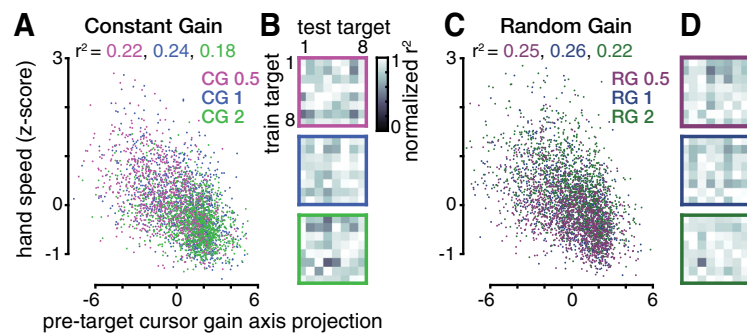 A Constant Gain
r² = 0.22, 0.24, 0.18
CG 0.5
CG 1
CG 2
3
0
-1
hand speed (z-score)
-6 0 6
B test target
1 8
1
8
train target
1
0
normalized r²
C Random Gain
r² = 0.25, 0.26, 0.22
RG 0.5
RG 1
RG 2
3
0
-1
-6 0 6
D
pre-target cursor gain axis projection